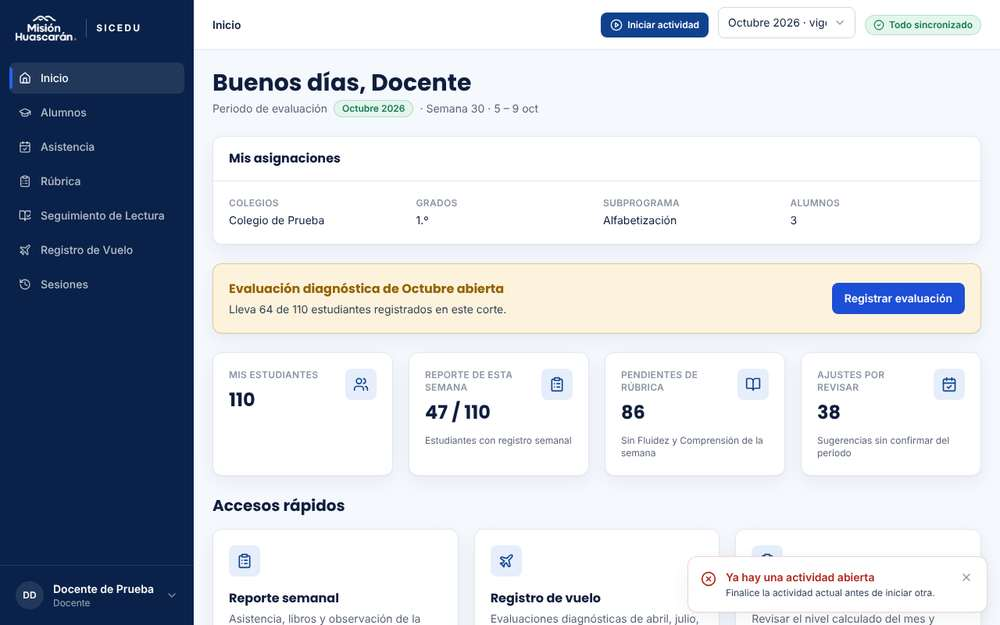 Misión
Huascarán.
SICEDU
Inicio
Alumnos
Asistencia
Rúbrica
Seguimiento de Lectura
Registro de Vuelo
Sesiones
DD
Docente de Prueba
Docente
Inicio
Iniciar actividad
Octubre 2026 · vig
Todo sincronizado
Buenos días, Docente
Periodo de evaluación Octubre 2026 · Semana 30 · 5 – 9 oct
Mis asignaciones
COLEGIOS
Colegio de Prueba
GRADOS
1.º
SUBPROGRAMA
Alfabetización
ALUMNOS
3
Evaluación diagnóstica de Octubre abierta
Lleva 64 de 110 estudiantes registrados en este corte.
Registrar evaluación
MIS ESTUDIANTES
110
REPORTE DE ESTA
SEMANA
47 / 110
Estudiantes con registro semanal
PENDIENTES DE
RÚBRICA
86
Sin Fluidez y Comprensión de la
semana
AJUSTES POR
REVISAR
38
Sugerencias sin confirmar del
periodo
Accesos rápidos
Reporte semanal
Asistencia, libros y observación de la
Registro de vuelo
Evaluaciones diagnósticas de abril, julio,
Revisar el nivel calculado del mes y
Ya hay una actividad abierta
Finalice la actividad actual antes de iniciar otra.